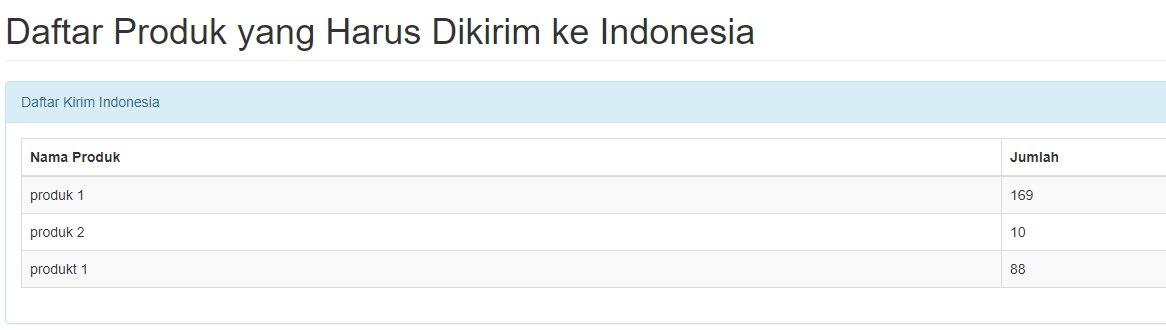 Daftar Produk yang Harus Dikirim ke Indonesia
Daftar Kirim Indonesia
Nama Produk Jumlah
produk 1 169
produk 2 10
produkt 1 88